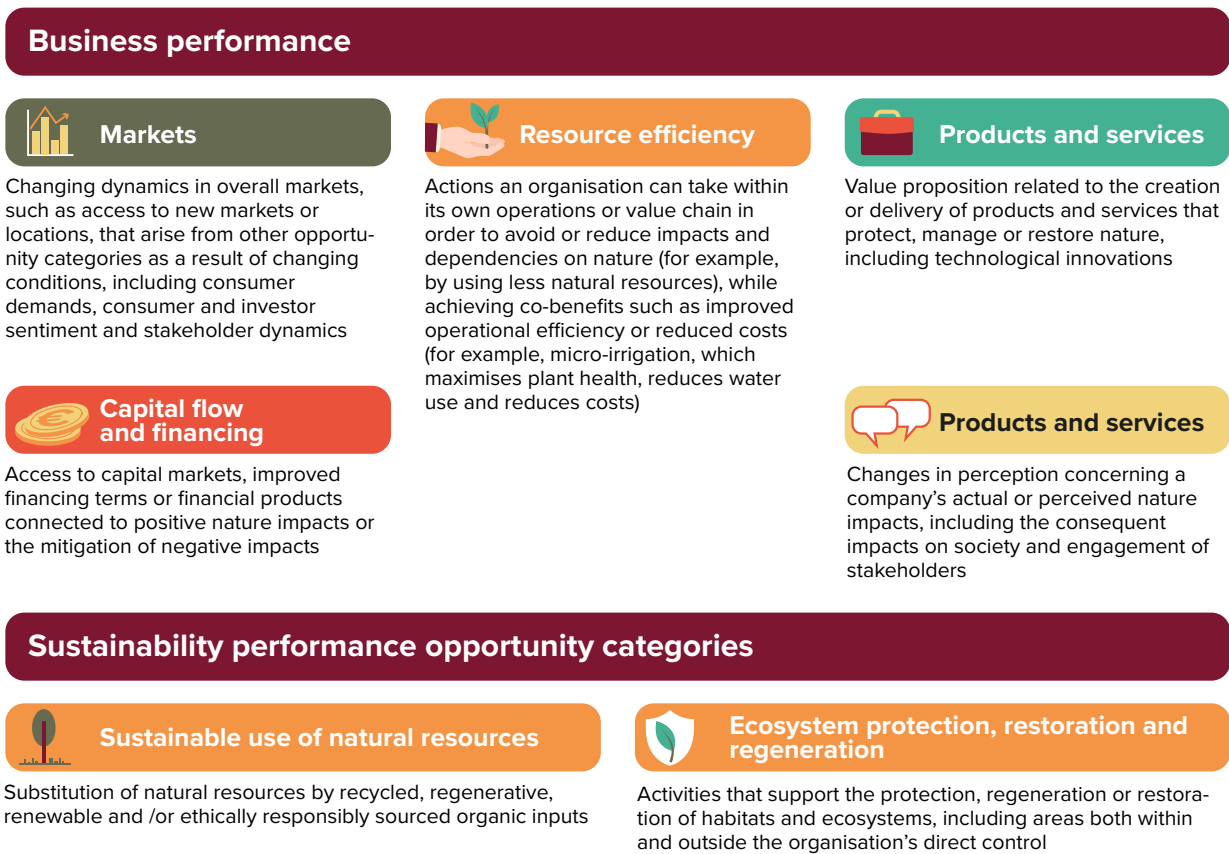 Business performance
Markets
Changing dynamics in overall markets,
such as access to new markets or
locations, that arise from other opportu-
nity categories as a result of changing
conditions, including consumer
demands, consumer and investor
sentiment and stakeholder dynamics
Capital flow
and financing
Access to capital markets, improved
financing terms or financial products
connected to positive nature impacts or
the mitigation of negative impacts
Resource efficiency
Actions an organisation can take within
its own operations or value chain in
order to avoid or reduce impacts and
dependencies on nature (for example,
by using less natural resources), while
achieving co-benefits such as improved
operational efficiency or reduced costs
(for example, micro-irrigation, which
maximises plant health, reduces water
use and reduces costs)
Products and services
Value proposition related to the creation
or delivery of products and services that
protect, manage or restore nature,
including technological innovations
Products and services
Changes in perception concerning a
company’s actual or perceived nature
impacts, including the consequent
impacts on society and engagement of
stakeholders
Sustainability performance opportunity categories
Sustainable use of natural resources
Substitution of natural resources by recycled, regenerative,
renewable and /or ethically responsibly sourced organic inputs
Ecosystem protection, restoration and
regeneration
Activities that support the protection, regeneration or restora-
tion of habitats and ecosystems, including areas both within
and outside the organisation’s direct control